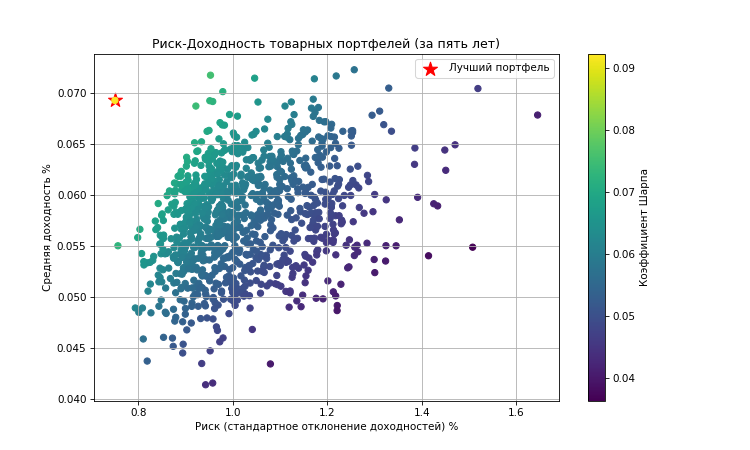 Риск-Доходность товарных портфелей (за пять лет)
Лучший портфель
Средняя доходность %
0.070
0.065
0.060
0.055
0.050
0.045
0.040
0.8 1.0 1.2 1.4 1.6
Риск (стандартное отклонение доходностей) %
0.09
0.08
0.07
0.06
0.05
0.04
Коэффициент Шарпа